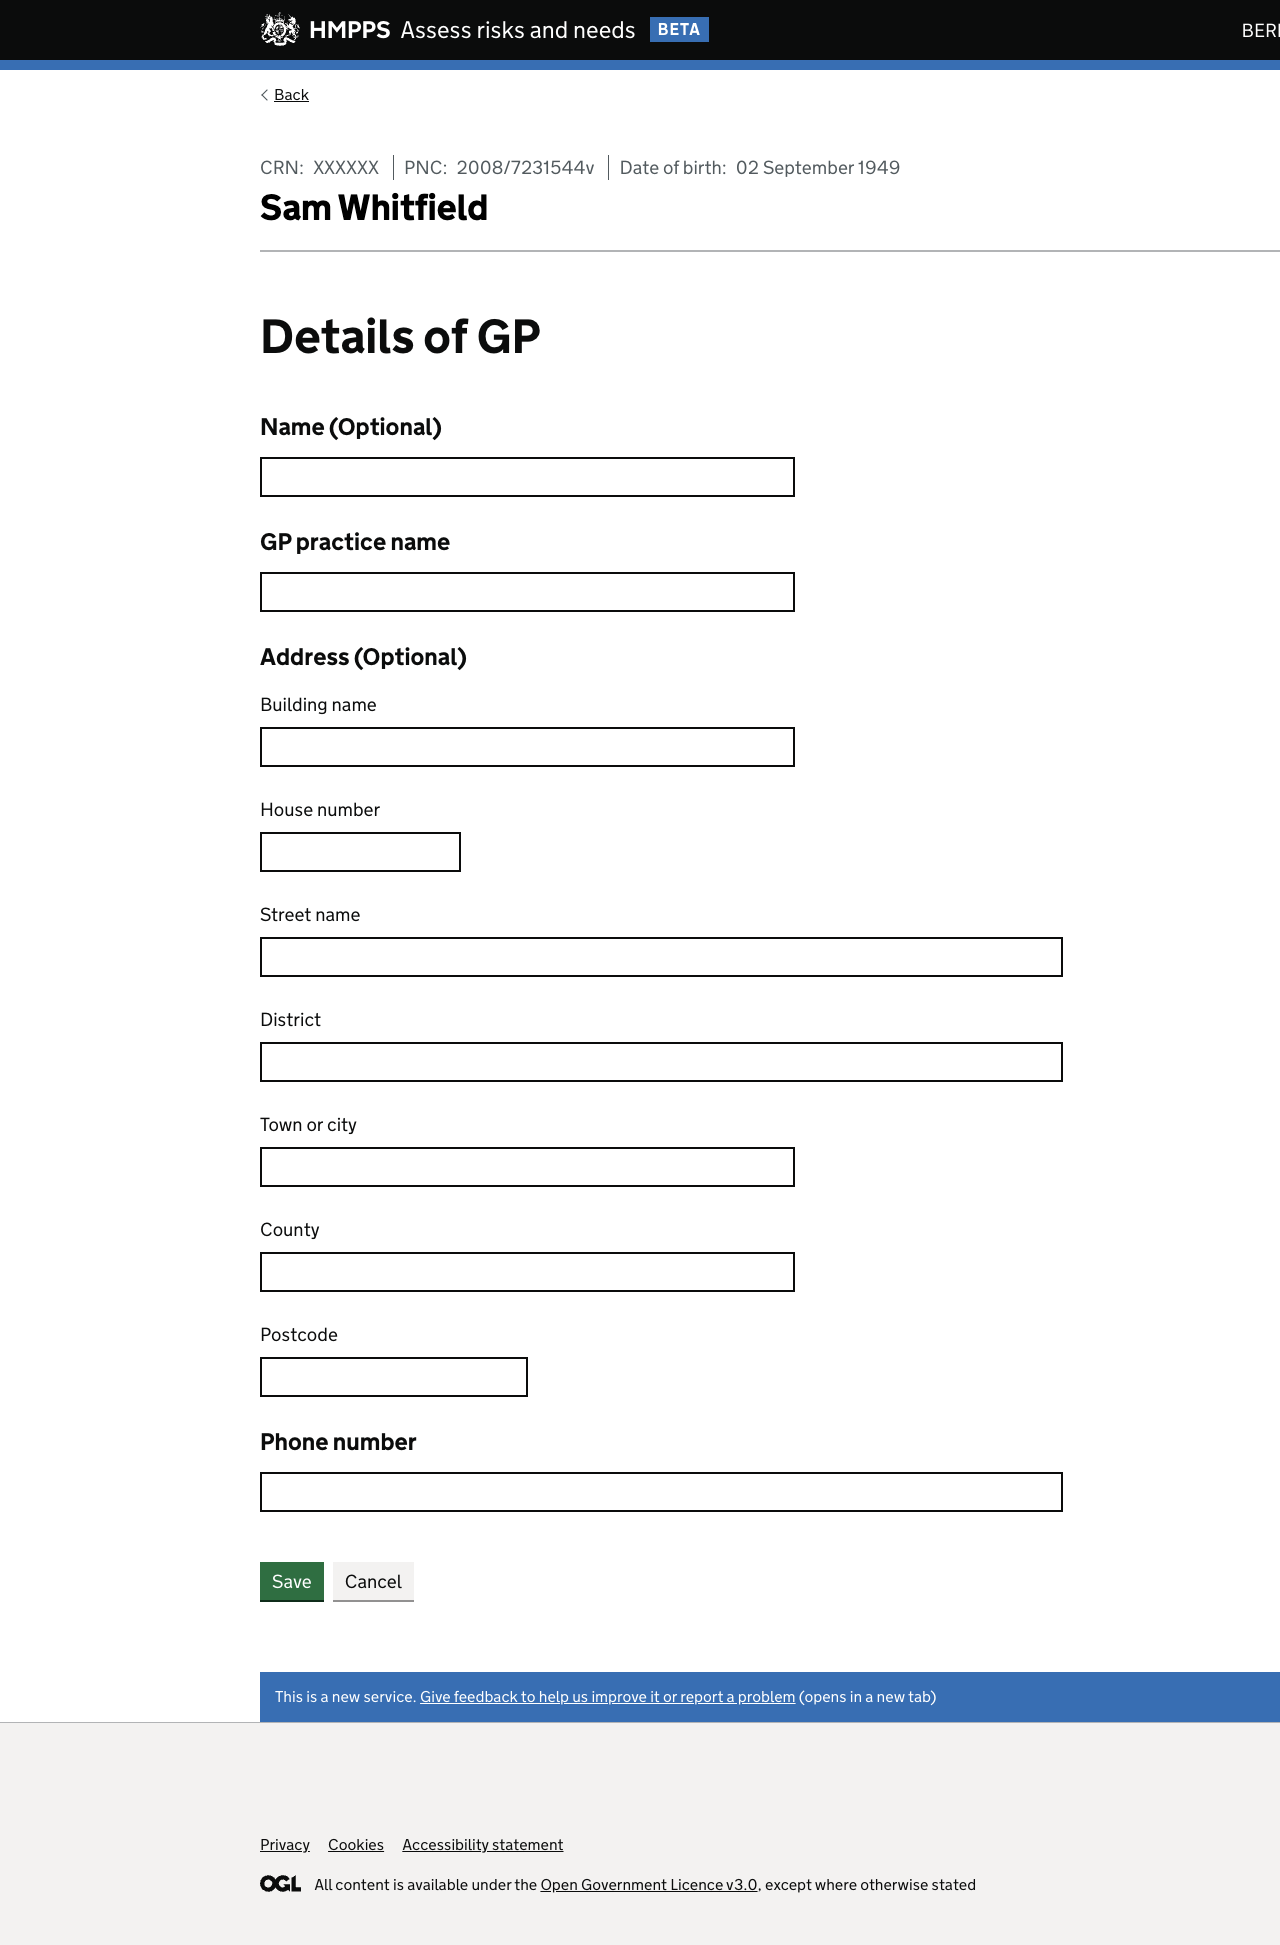 HMPPS Assess risks and needs BETA
Back
CRN: XXXXXX PNC: 2008/7231544v Date of birth: 02 September 1949
Sam Whitfield
Details of GP
Name (Optional)
GP practice name
Address (Optional)
Building name
House number
Street name
District
Town or city
County
Postcode
Phone number
Save Cancel
This is a new service. Give feedback to help us improve it or report a problem (opens in a new tab)
Privacy Cookies Accessibility statement
OGL All content is available under the Open Government Licence v3.0, except where otherwise stated